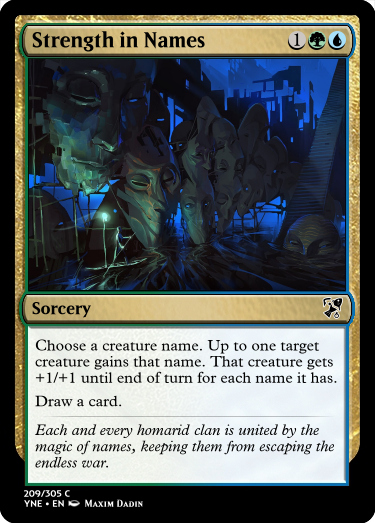 Strength in Names 1
Sorcery
Choose a creature name. Up to one target
creature gains that name. That creature gets
+1/+1 until end of turn for each name it has.
Draw a card.
Each and every homarid clan is united by the
magic of names, keeping them from escaping the
endless war.
209/305 C
YNE • EN Maxim Dadin